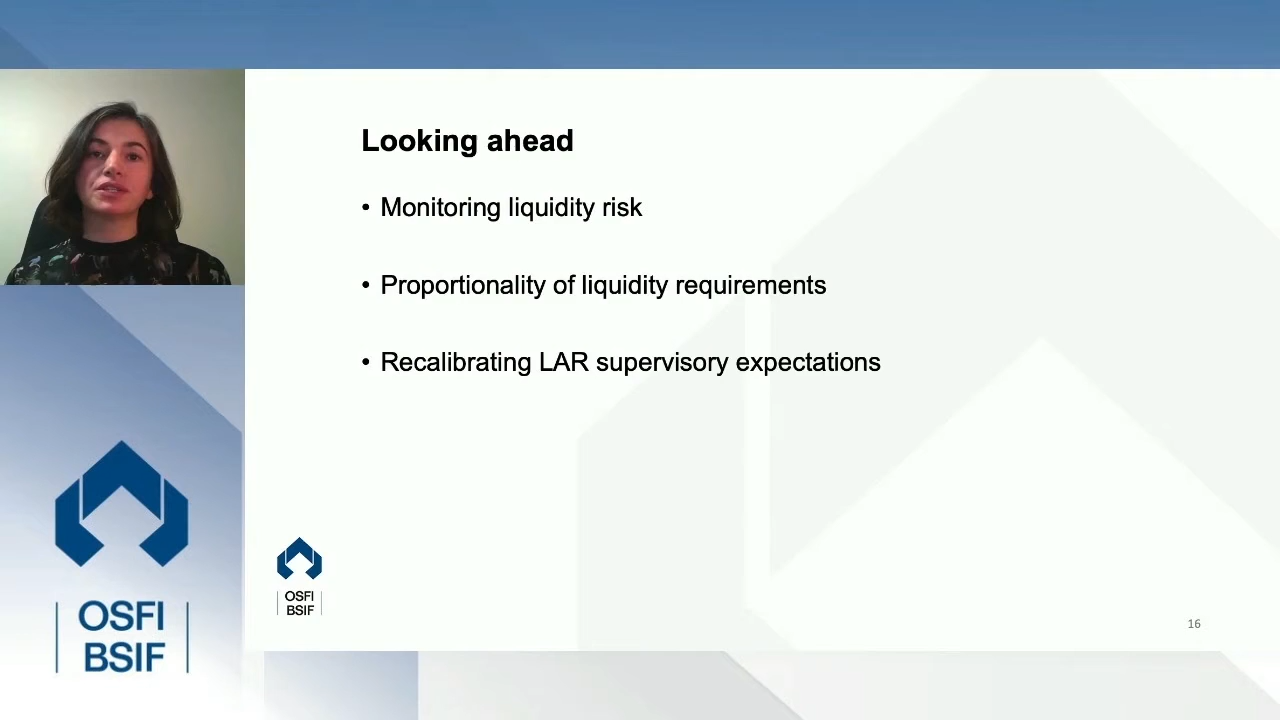 Looking ahead
• Monitoring liquidity risk
• Proportionality of liquidity requirements
• Recalibrating LAR supervisory expectations
OSFI
BSIF
OSFI
BSIF
16